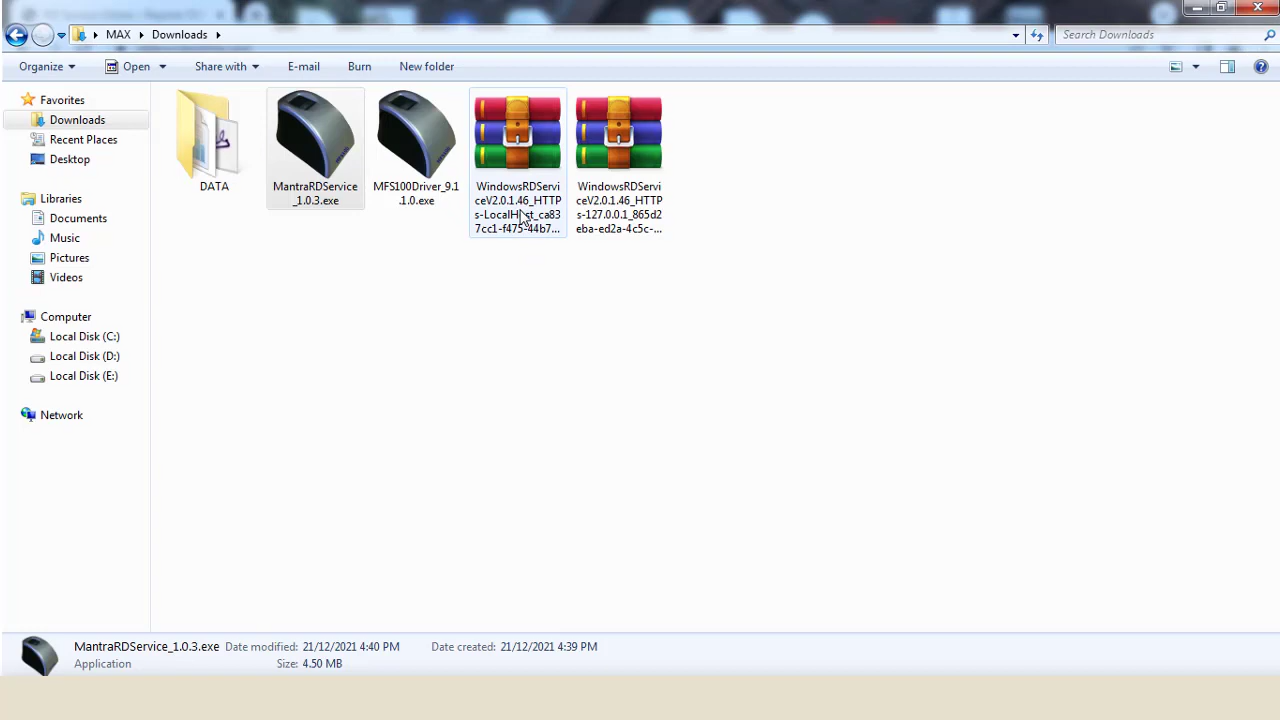 MAX
Downloads
Search Downloads
Organize
Open
Share with
E-mail
Burn
New folder
Favorites
Downloads
Recent Places
Desktop
Libraries
Documents
Music
Pictures
Videos
Computer
Local Disk (C:)
Local Disk (D:)
Local Disk (E:)
Network
DATA
MantraRDService
_1.0.3.exe
MFS100Driver_9.1
.1.0.exe
WindowsRDServi
ceV2.0.1.46_HTTP
s-LocalHost_ca83
7cc1-f475-44b7...
WindowsRDServi
ceV2.0.1.46_HTTP
s-127.0.0.1_865d2
eba-ed2a-4c5c-...
MantraRDService_1.0.3.exe Date modified: 21/12/2021 4:40 PM Date created: 21/12/2021 4:39 PM
Application Size: 4.50 MB